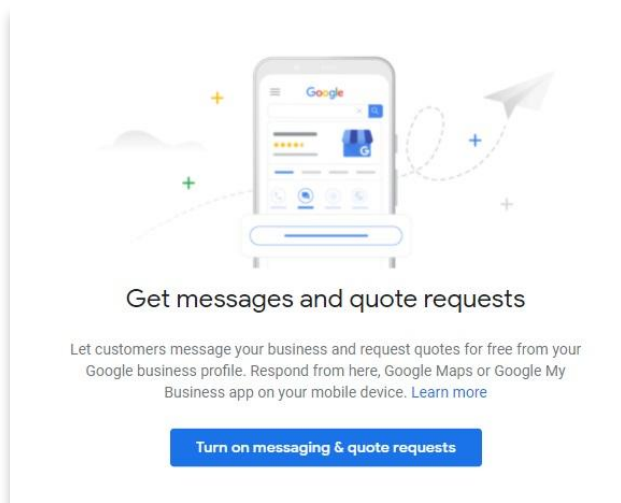 Google
G
Get messages and quote requests
Let customers message your business and request quotes for free from your
Google business profile. Respond from here, Google Maps or Google My
Business app on your mobile device. Learn more
Turn on messaging & quote requests